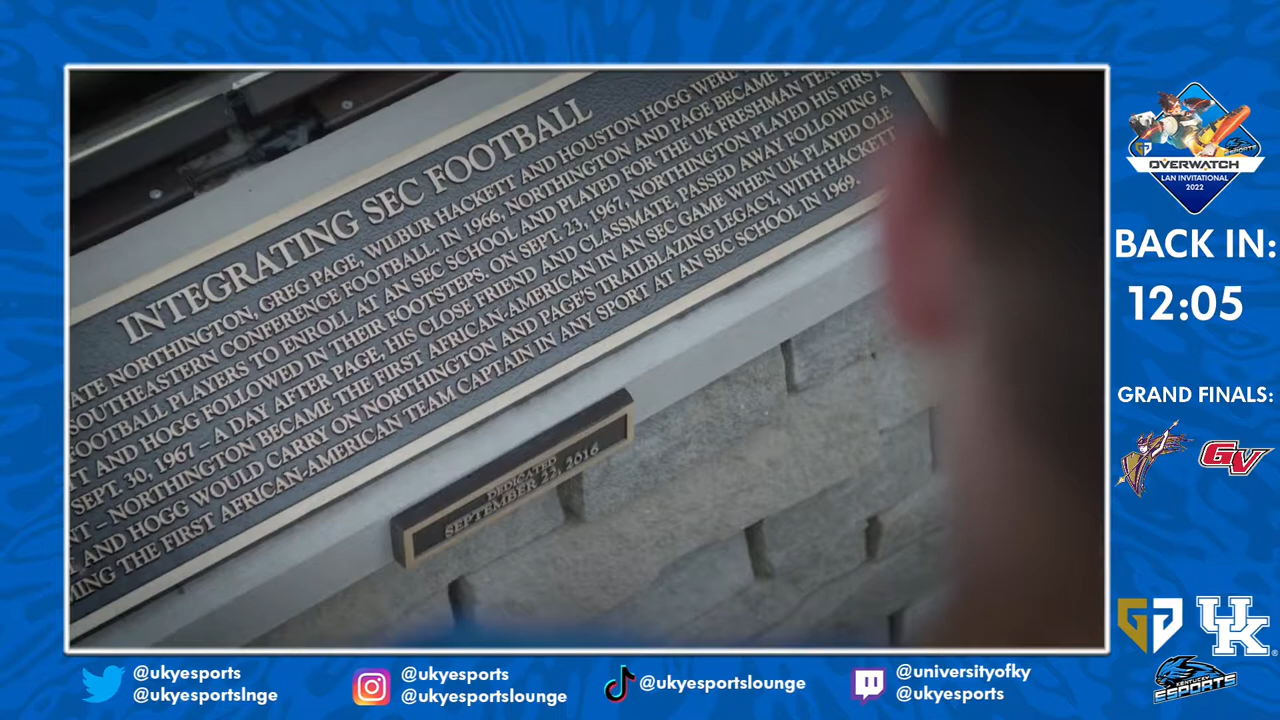 INTEGRATING SEC FOOTBALL
ATE NORTHINGTON, GREG PAGE, WILBUR HACKETT AND HOUSTON HOGG WERE
SOUTHEASTERN CONFERENCE FOOTBALL. IN 1966, NORTHINGTON AND PAGE BECAME
FOOTBALL PLAYERS TO ENROLL AT AN SEC SCHOOL AND PLAYED FOR THE UK FRESHMAN TEAM
T AND HOGG FOLLOWED IN THEIR FOOTSTEPS. ON SEPT. 23, 1967, NORTHINGTON PLAYED HIS FIRST
SEPT. 30, 1967 – A DAY AFTER PAGE, HIS CLOSE FRIEND AND CLASSMATE, PASSED AWAY FOLLOWING A
NT – NORTHINGTON BECAME THE FIRST AFRICAN-AMERICAN IN AN SEC GAME WHEN UK PLAYED OLE
T AND HOGG WOULD CARRY ON NORTHINGTON AND PAGE'S TRAILBLAZING LEGACY, WITH HACKETT
MING THE FIRST AFRICAN-AMERICAN TEAM CAPTAIN IN ANY SPORT AT AN SEC SCHOOL IN 1969.
DEDICATED
SEPTEMBER 22, 2016
OVERWATCH
LAN INVITATIONAL
2022
BACK IN:
12:05
GRAND FINALS:
GV
UK
KENTUCKY
ESPORTS
@ukyesports
@ukyesportslnge
@ukyesports
@ukyesportslounge
@ukyesportslounge
@universityofky
@ukyesports